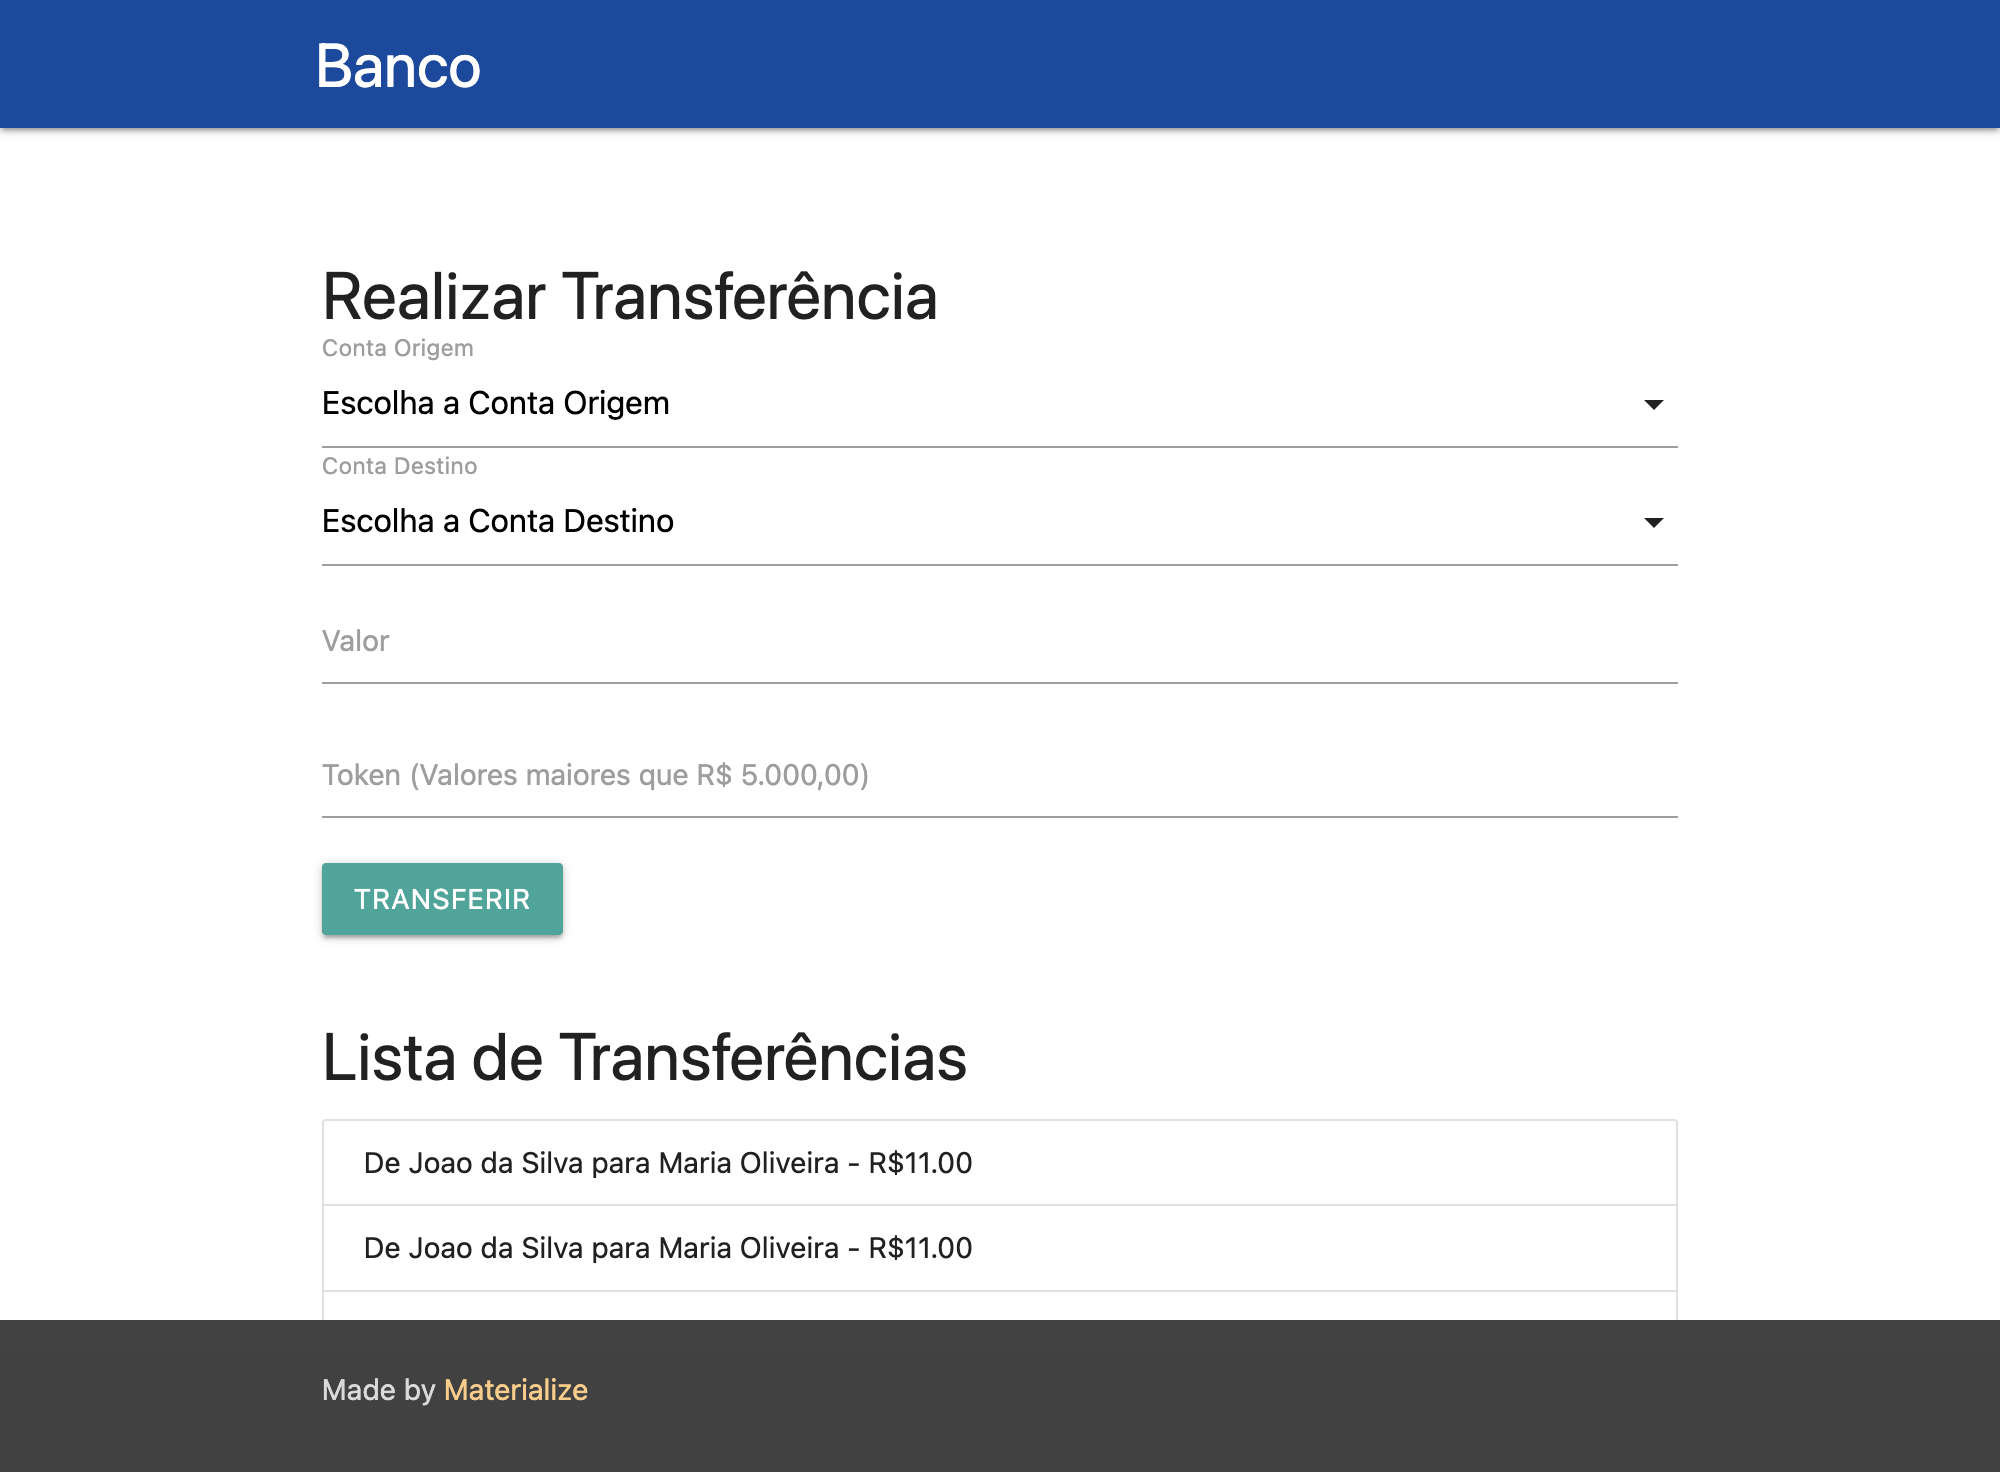 Banco
Realizar Transferência
Conta Origem
Escolha a Conta Origem
Conta Destino
Escolha a Conta Destino
Valor
Token (Valores maiores que R$ 5.000,00)
TRANSFERIR
Lista de Transferências
De Joao da Silva para Maria Oliveira - R$11.00
De Joao da Silva para Maria Oliveira - R$11.00
Made by Materialize